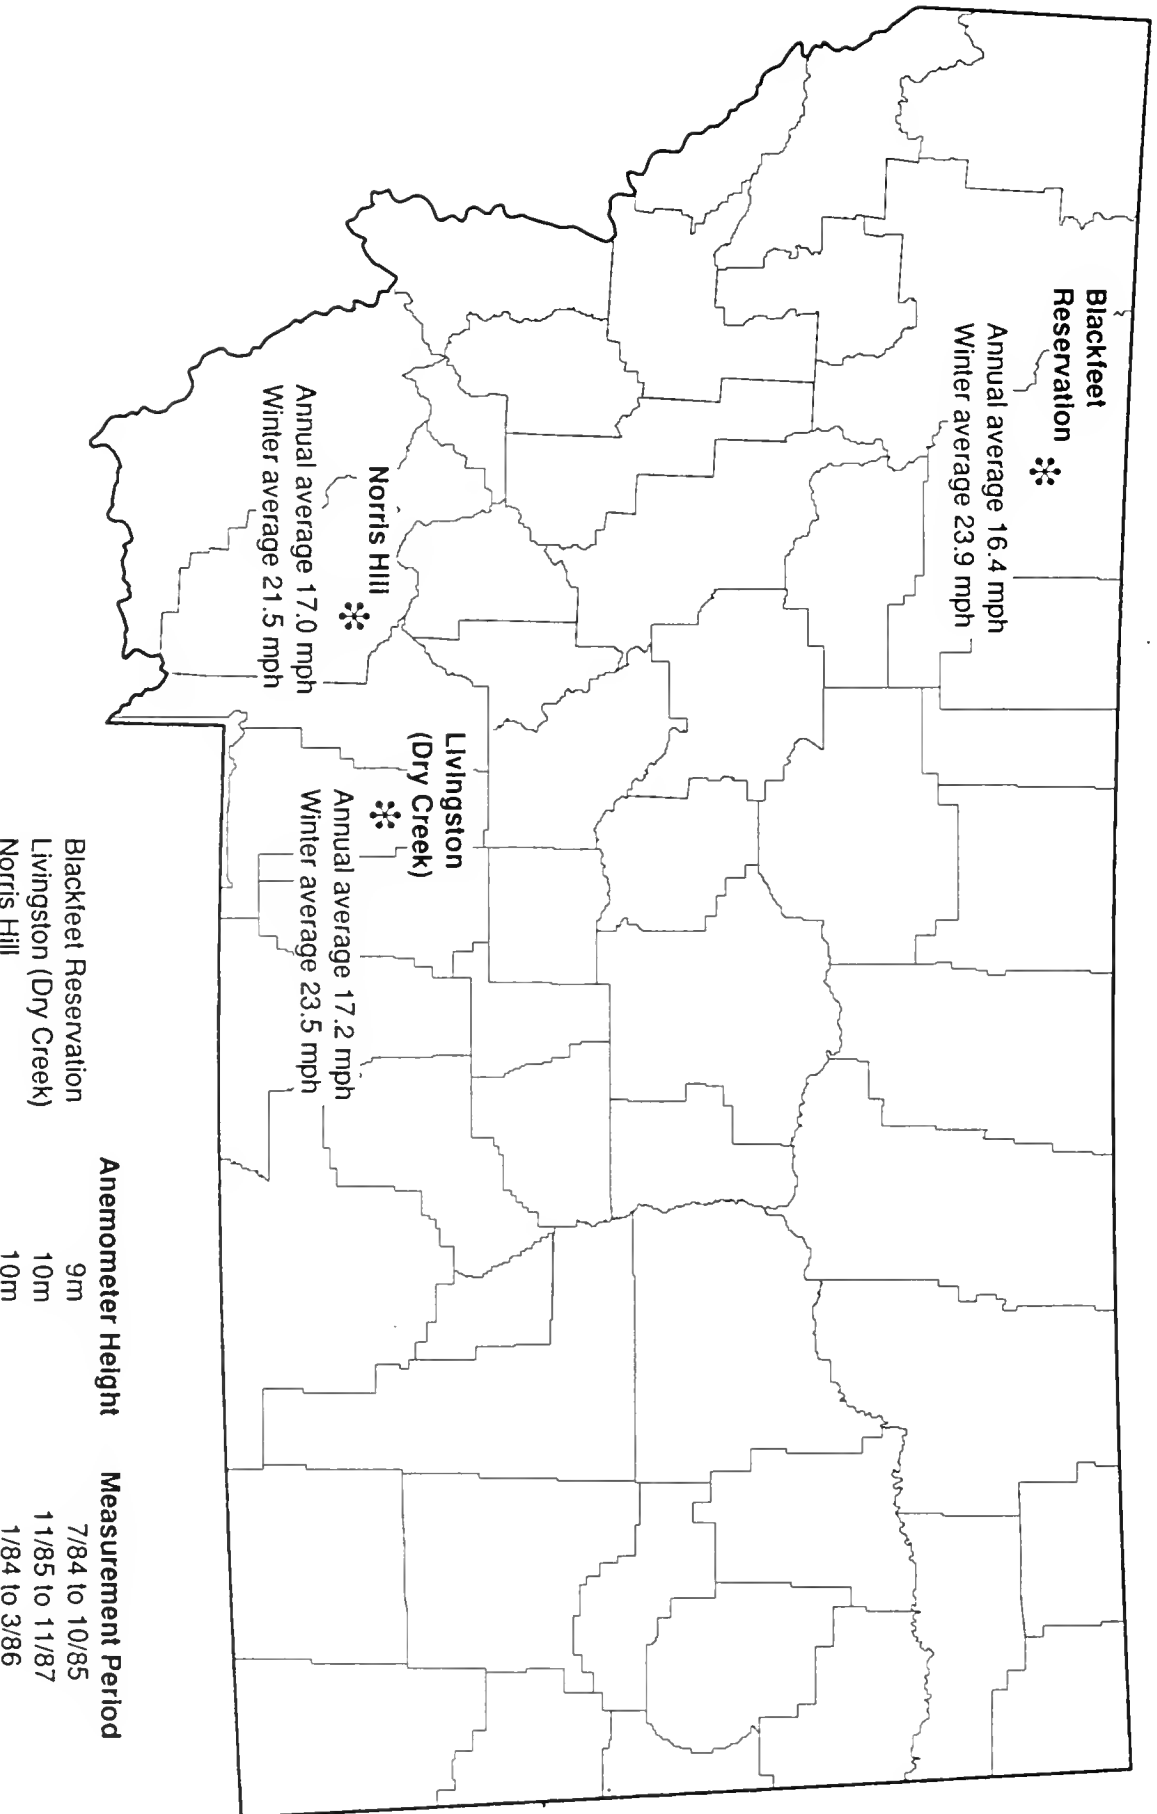 Blackfeet
Reservation
Annual average 16.4 mph
Winter average 23.9 mph
Norris Hill
Annual average 17.0 mph
Winter average 21.5 mph
Livingston
(Dry Creek)
Annual average 17.2 mph
Winter average 23.5 mph
Anemometer Height Measurement Period
Blackfeet Reservation 9m 7/84 to 10/85
Livingston (Dry Creek) 10m 11/85 to 11/87
Norris Hill 10m 1/84 to 3/86